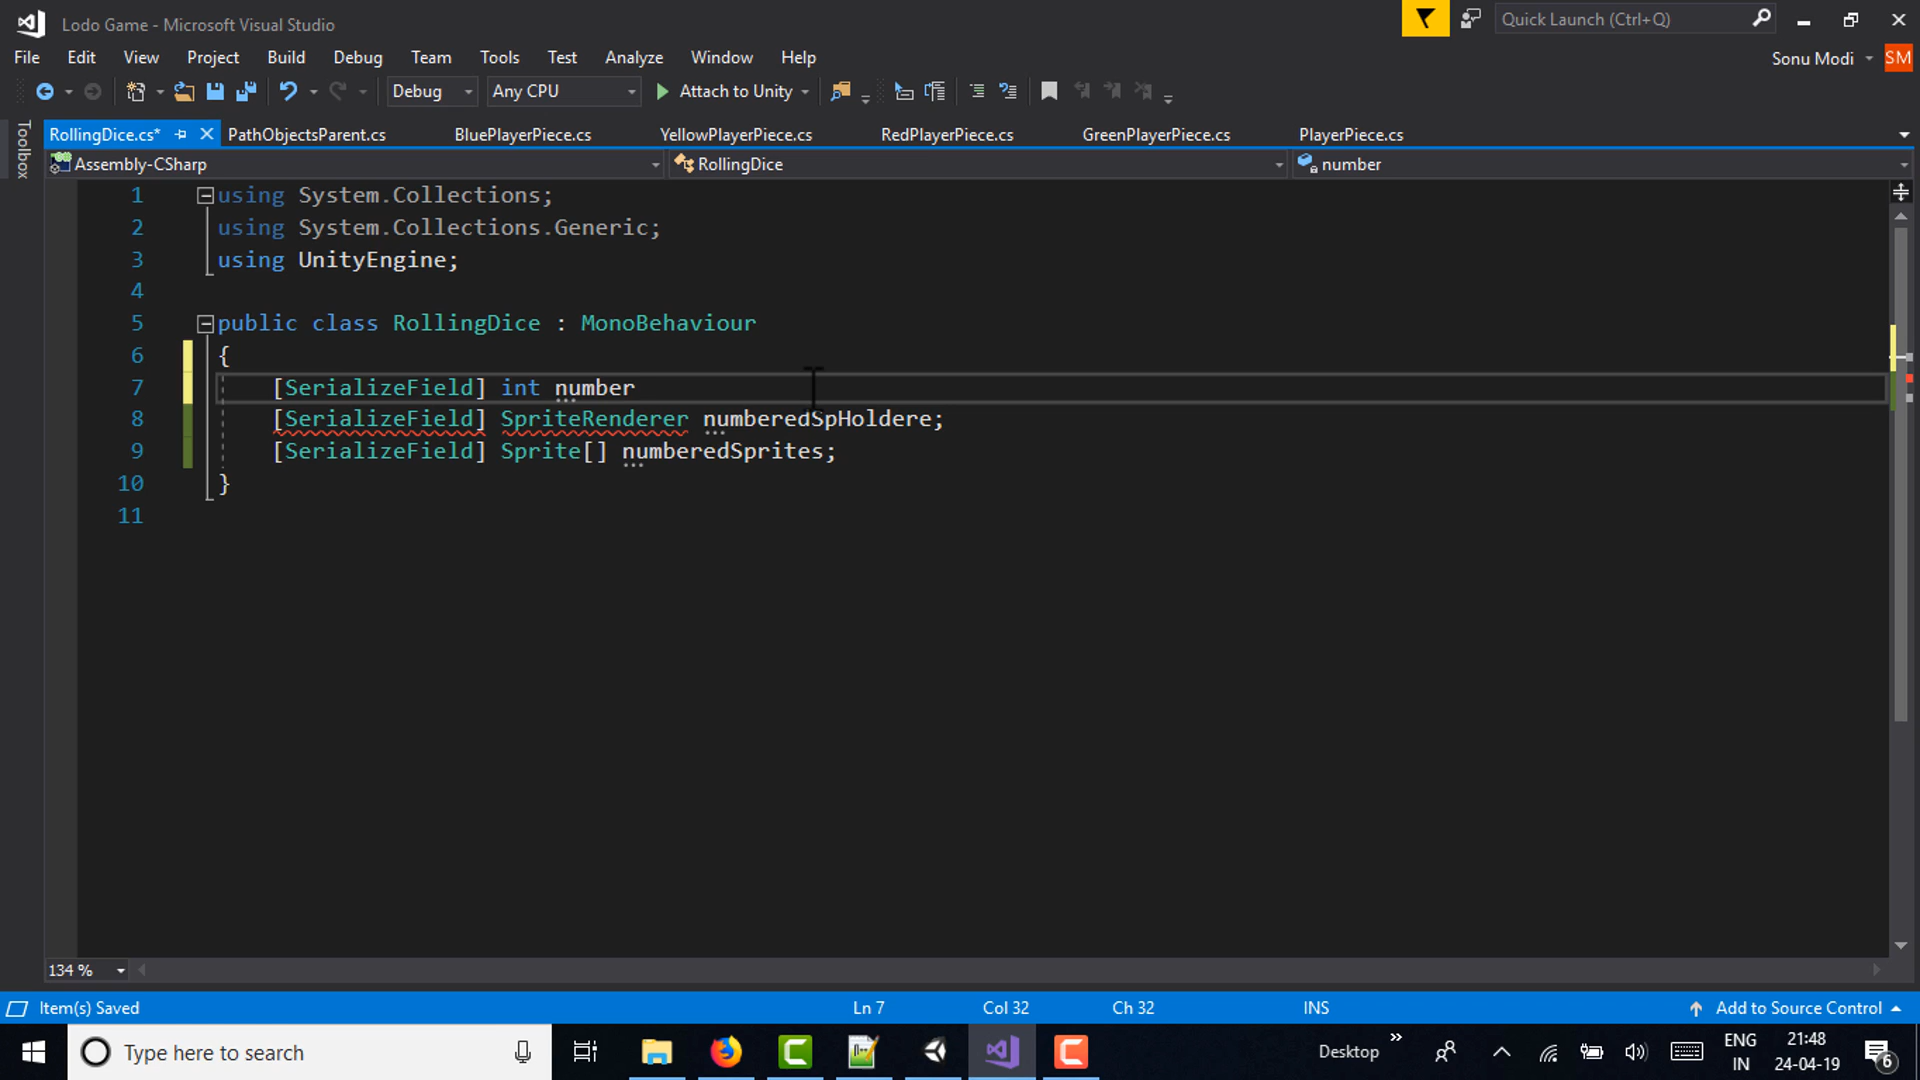 Lodo Game - Microsoft Visual Studio
Quick Launch (Ctrl+Q)
File Edit View Project Build Debug Team Tools Test Analyze Window Help
Sonu Modi SM
Debug Any CPU Attach to Unity
Toolbox
RollingDice.cs* PathObjectsParent.cs BluePlayerPiece.cs YellowPlayerPiece.cs RedPlayerPiece.cs GreenPlayerPiece.cs PlayerPiece.cs
Assembly-CSharp RollingDice number
1 using System.Collections;
2 using System.Collections.Generic;
3 using UnityEngine;
4
5 public class RollingDice : MonoBehaviour
6 {
7 [SerializeField] int number
8 [SerializeField] SpriteRenderer numberedSpHoldere;
9 [SerializeField] Sprite[] numberedSprites;
10 }
11
134 %
Item(s) Saved Ln 7 Col 32 Ch 32 INS Add to Source Control
Type here to search Desktop ENG 21:48
IN 24-04-19 6